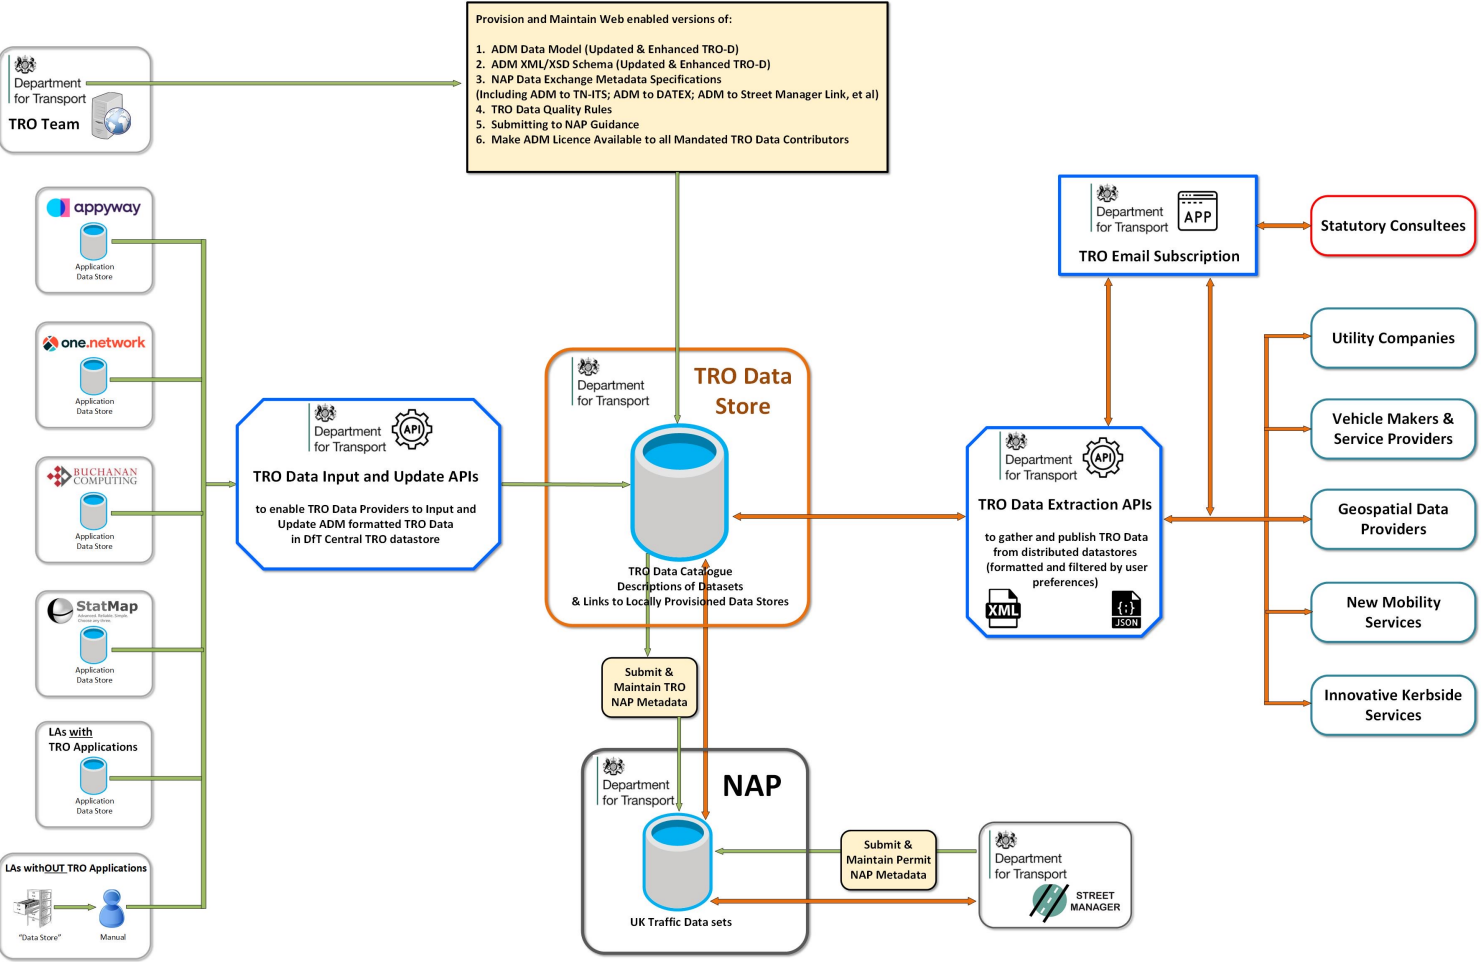 Provision and Maintain Web enabled versions of:
1. ADM Data Model (Updated & Enhanced TRO-D)
2. ADM XML/XSD Schema (Updated & Enhanced TRO-D)
3. NAP Data Exchange Metadata Specifications
(Including ADM to TN-ITS; ADM to DATEX; ADM to Street Manager Link, et al)
4. TRO Data Quality Rules
5. Submitting to NAP Guidance
6. Make ADM Licence Available to all Mandated TRO Data Contributors
Department
for Transport
TRO Team
appyway
Application
Data Store
one.network
Application
Data Store
BUCHANAN
COMPUTING
Application
Data Store
StatMap
Advanced. Reliable. Simple.
Choose any three.
Application
Data Store
LAs with
TRO Applications
Application
Data Store
LAs withOUT TRO Applications
"Data Store"
Manual
Department
for Transport
API
TRO Data Input and Update APIs
to enable TRO Data Providers to Input and
Update ADM formatted TRO Data
in DfT Central TRO datastore
Department
for Transport
TRO Data
Store
TRO Data Catalogue
Descriptions of Datasets
& Links to Locally Provisioned Data Stores
Submit &
Maintain TRO
NAP Metadata
Department
for Transport
NAP
UK Traffic Data sets
Submit &
Maintain Permit
NAP Metadata
Department
for Transport
STREET
MANAGER
Department
for Transport
APP
TRO Email Subscription
Department
for Transport
API
TRO Data Extraction APIs
to gather and publish TRO Data
from distributed datastores
(formatted and filtered by user
preferences)
XML
{;}
JSON
Statutory Consultees
Utility Companies
Vehicle Makers &
Service Providers
Geospatial Data
Providers
New Mobility
Services
Innovative Kerbside
Services